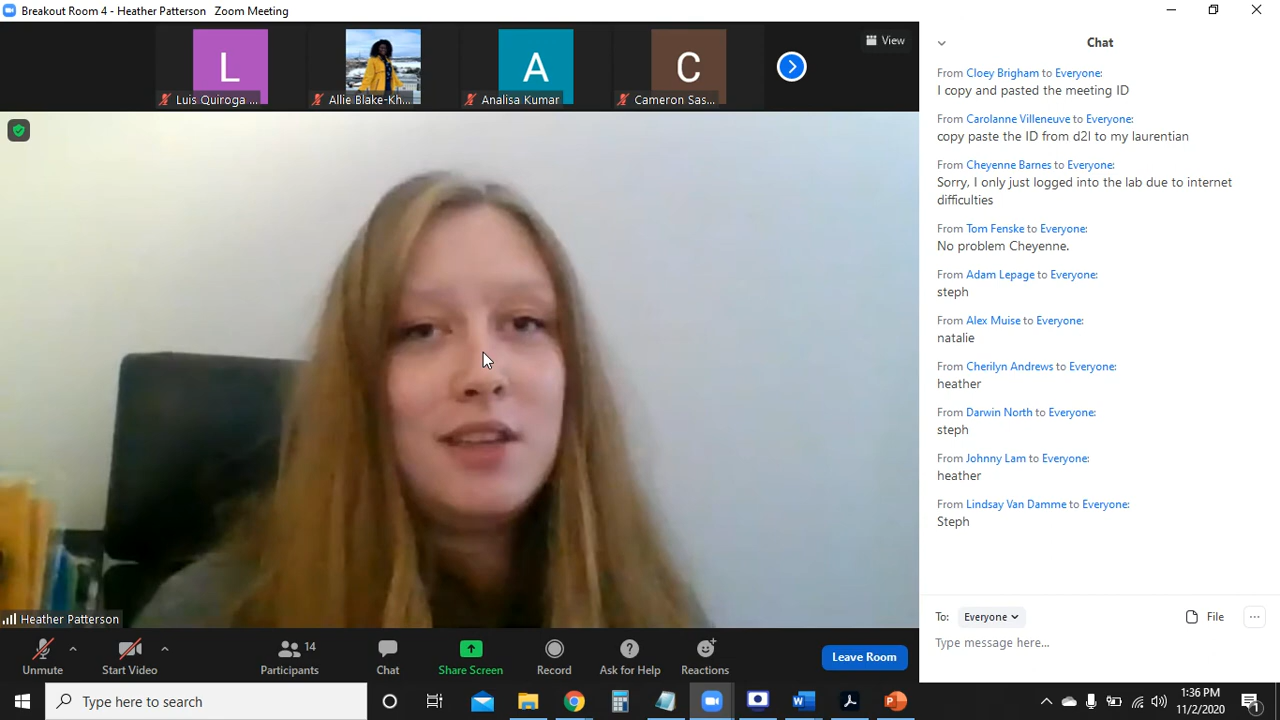 Breakout Room 4 - Heather Patterson Zoom Meeting
L
Luis Quiroga ...
Allie Blake-Kh...
A
Analisa Kumar
C
Cameron Sas...
View
Heather Patterson
Unmute
Start Video
14
Participants
Chat
Share Screen
Record
Ask for Help
Reactions
Leave Room
Chat
From Cloey Brigham to Everyone:
I copy and pasted the meeting ID
From Carolanne Villeneuve to Everyone:
copy paste the ID from d2l to my laurentian
From Cheyenne Barnes to Everyone:
Sorry, I only just logged into the lab due to internet
difficulties
From Tom Fenske to Everyone:
No problem Cheyenne.
From Adam Lepage to Everyone:
steph
From Alex Muise to Everyone:
natalie
From Cherilyn Andrews to Everyone:
heather
From Darwin North to Everyone:
steph
From Johnny Lam to Everyone:
heather
From Lindsay Van Damme to Everyone:
Steph
To: Everyone
File
Type message here...
Type here to search
W
P
1:36 PM
11/2/2020
1